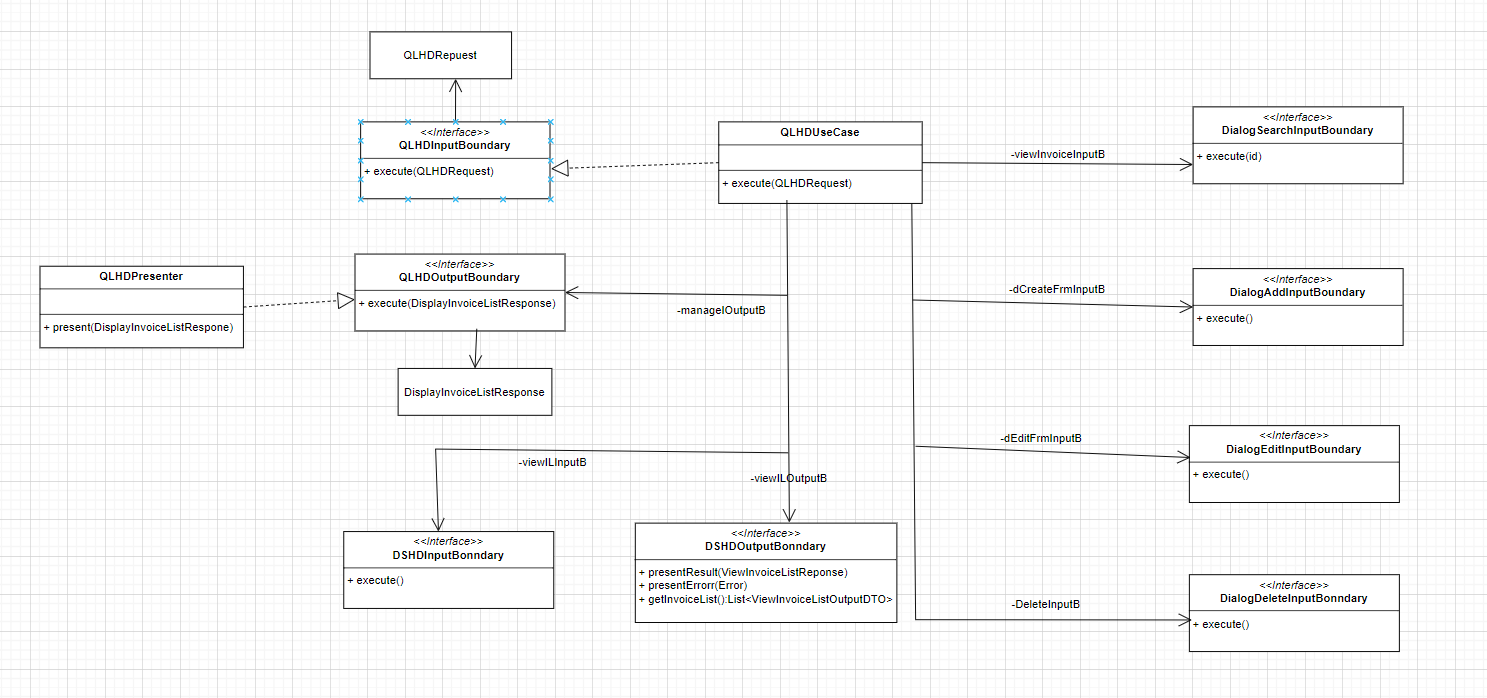 QLHDRepuest
<<Interface>>
QLHDInputBoundary
+ execute(QLHDRequest)
QLHDUseCase
+ execute(QLHDRequest)
-viewInvoiceInputB
<<Interface>>
DialogSearchInputBoundary
+ execute(id)
QLHDPresenter
+ present(DisplayInvoiceListRespone)
<<Interface>>
QLHDOutputBoundary
+ execute(DisplayInvoiceListResponse)
-manageIOutputB
-dCreateFrmInputB
<<Interface>>
DialogAddInputBoundary
+ execute()
DisplayInvoiceListResponse
-viewILInputB
-viewILOutputB
-dEditFrmInputB
<<Interface>>
DialogEditInputBoundary
+ execute()
<<Interface>>
DSHDInputBonndary
+ execute()
<<Interface>>
DSHDOutputBonndary
+ presentResult(ViewInvoiceListReponse)
+ presentErrorr(Error)
+ getInvoiceList():List<ViewInvoiceListOutputDTO>
-DeleteInputB
<<Interface>>
DialogDeleteInputBonndary
+ execute()